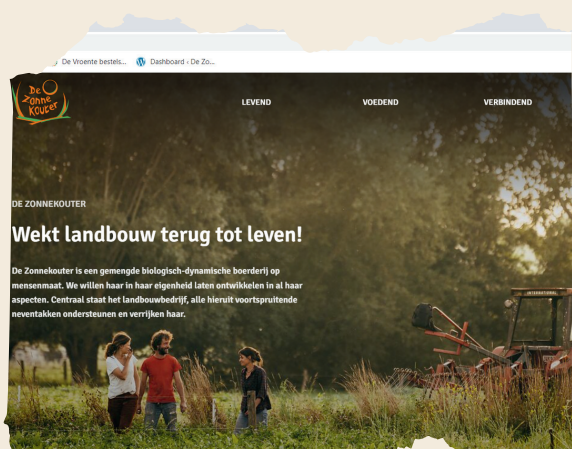 De Vroente bestels...
Dashboard ‹ De Zo...
De
Zonne
Kouter
LEVEND
VOEDEND
VERBINDEND
DE ZONNEKOUTER
Wekt landbouw terug tot leven!
De Zonnekouter is een gemengde biologisch-dynamische boerderij op
mensenmaat. We willen haar in haar eigenheid laten ontwikkelen in al haar
aspecten. Centraal staat het landbouwbedrijf, alle hieruit voortspruitende
neventakken ondersteunen en verrijken haar.
INTERNATIONAL